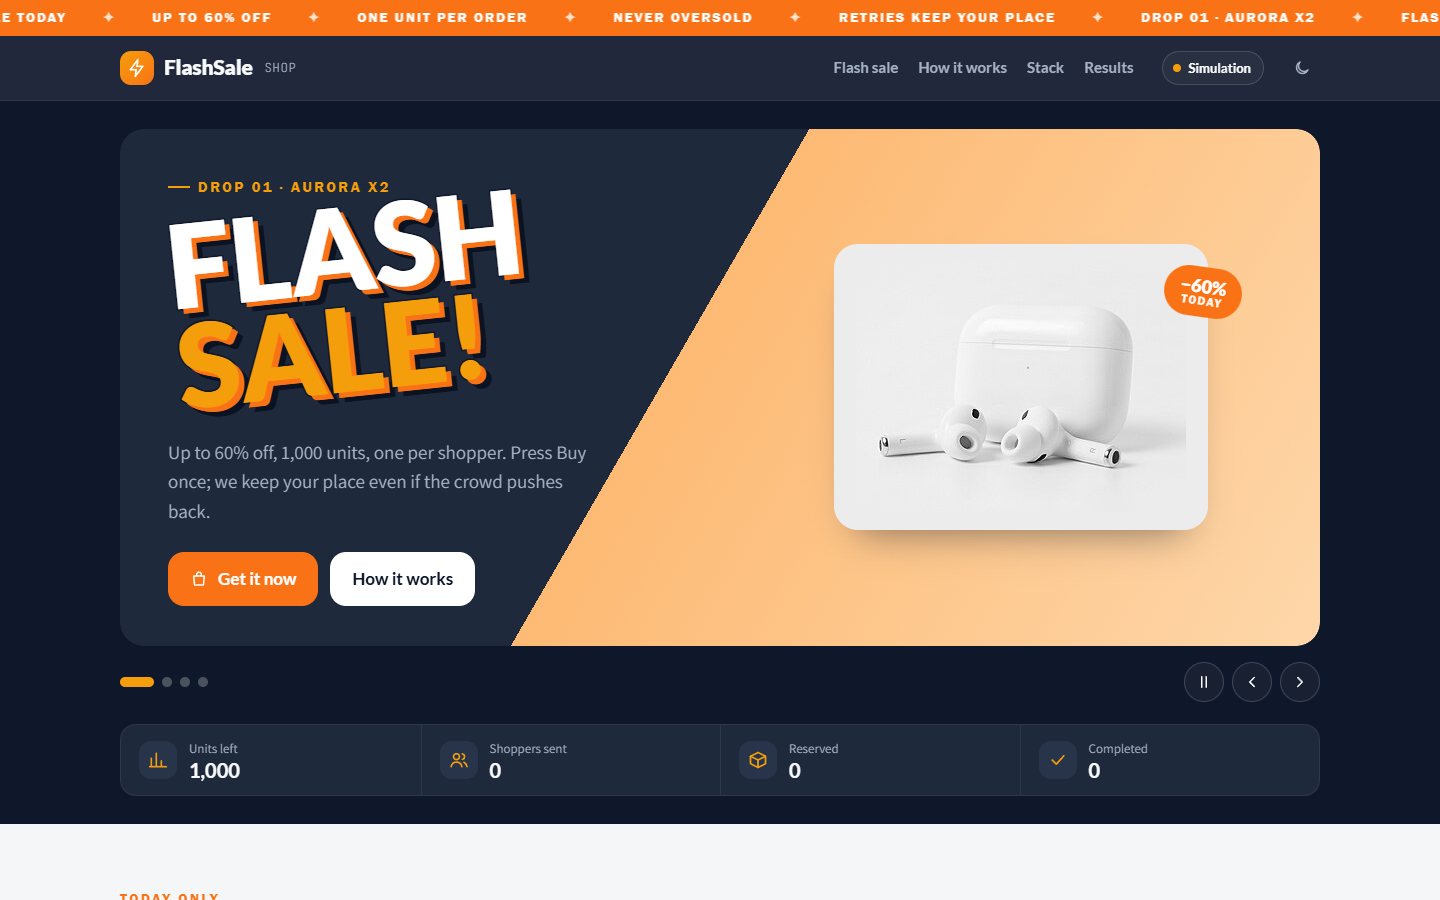 E TODAY ✦ UP TO 60% OFF ✦ ONE UNIT PER ORDER ✦ NEVER OVERSOLD ✦ RETRIES KEEP YOUR PLACE ✦ DROP 01 · AURORA X2 ✦ FLAS
FlashSale SHOP
Flash sale How it works Stack Results Simulation
DROP 01 · AURORA X2
FLASH
SALE!
-60%
TODAY
Up to 60% off, 1,000 units, one per shopper. Press Buy
once; we keep your place even if the crowd pushes
back.
Get it now How it works
Units left
1,000
Shoppers sent
0
Reserved
0
Completed
0
TODAY ONLY